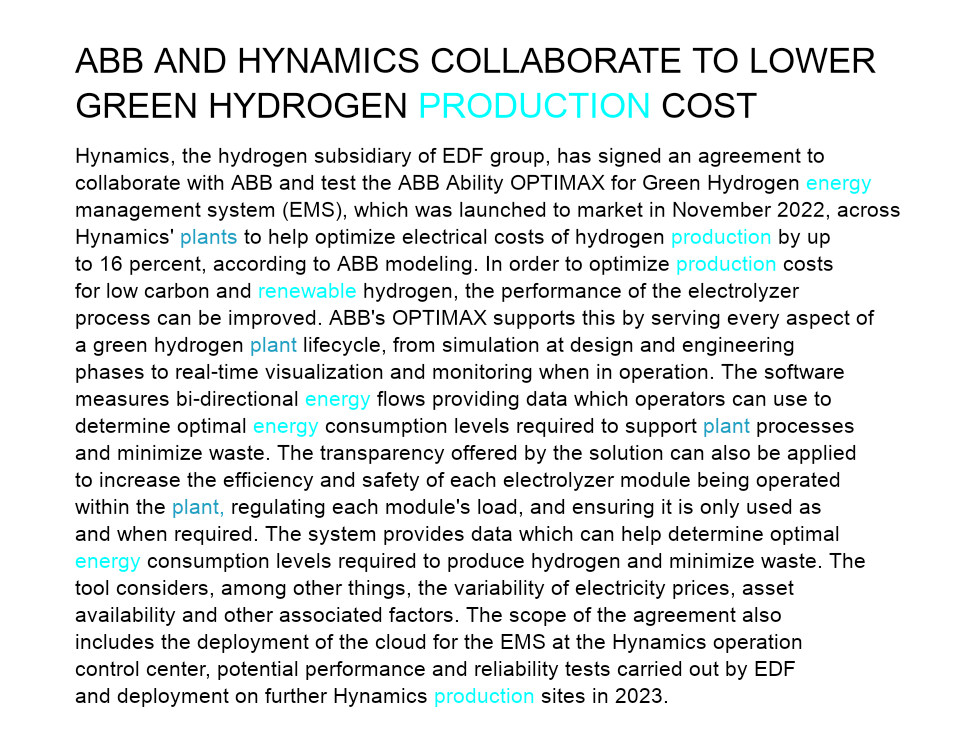 ABB AND HYNAMICS COLLABORATE TO LOWER
GREEN HYDROGEN PRODUCTION COST
Hynamics, the hydrogen subsidiary of EDF group, has signed an agreement to
collaborate with ABB and test the ABB Ability OPTIMAX for Green Hydrogen energy
management system (EMS), which was launched to market in November 2022, across
Hynamics' plants to help optimize electrical costs of hydrogen production by up
to 16 percent, according to ABB modeling. In order to optimize production costs
for low carbon and renewable hydrogen, the performance of the electrolyzer
process can be improved. ABB's OPTIMAX supports this by serving every aspect of
a green hydrogen plant lifecycle, from simulation at design and engineering
phases to real-time visualization and monitoring when in operation. The software
measures bi-directional energy flows providing data which operators can use to
determine optimal energy consumption levels required to support plant processes
and minimize waste. The transparency offered by the solution can also be applied
to increase the efficiency and safety of each electrolyzer module being operated
within the plant, regulating each module's load, and ensuring it is only used as
and when required. The system provides data which can help determine optimal
energy consumption levels required to produce hydrogen and minimize waste. The
tool considers, among other things, the variability of electricity prices, asset
availability and other associated factors. The scope of the agreement also
includes the deployment of the cloud for the EMS at the Hynamics operation
control center, potential performance and reliability tests carried out by EDF
and deployment on further Hynamics production sites in 2023.